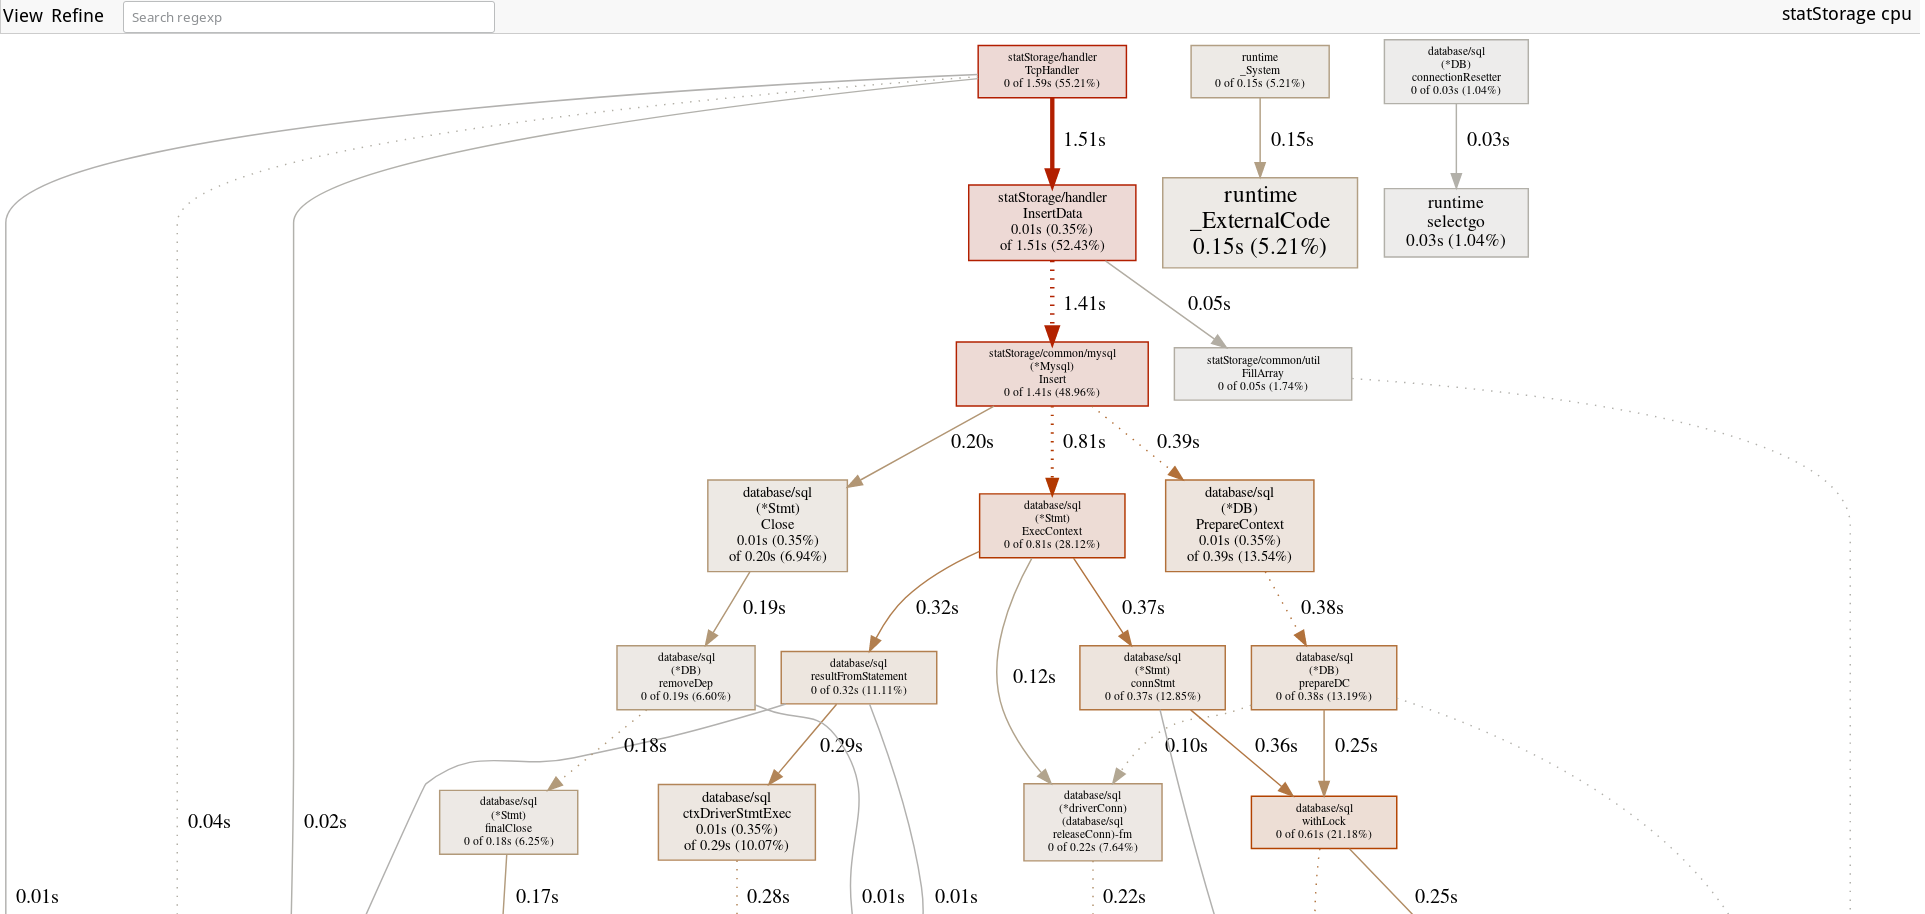 View Refine
Search regexp
statStorage cpu
statStorage/handler
TcpHandler
0 of 1.59s (55.21%)
runtime
_System
0 of 0.15s (5.21%)
database/sql
(*DB)
connectionResetter
0 of 0.03s (1.04%)
1.51s
0.15s
0.03s
statStorage/handler
InsertData
0.01s (0.35%)
of 1.51s (52.43%)
runtime
_ExternalCode
0.15s (5.21%)
runtime
selectgo
0.03s (1.04%)
1.41s
0.05s
statStorage/common/mysql
(*Mysql)
Insert
0 of 1.41s (48.96%)
statStorage/common/util
FillArray
0 of 0.05s (1.74%)
0.20s
0.81s
0.39s
database/sql
(*Stmt)
Close
0.01s (0.35%)
of 0.20s (6.94%)
database/sql
(*Stmt)
ExecContext
0 of 0.81s (28.12%)
database/sql
(*DB)
PrepareContext
0.01s (0.35%)
of 0.39s (13.54%)
0.19s
0.32s
0.37s
0.38s
database/sql
(*DB)
removeDep
0 of 0.19s (6.60%)
database/sql
resultFromStatement
0 of 0.32s (11.11%)
0.12s
database/sql
(*Stmt)
connStmt
0 of 0.37s (12.85%)
database/sql
(*DB)
prepareDC
0 of 0.38s (13.19%)
0.18s
0.29s
0.10s
0.36s
0.25s
database/sql
(*Stmt)
finalClose
0 of 0.18s (6.25%)
database/sql
ctxDriverStmtExec
0.01s (0.35%)
of 0.29s (10.07%)
database/sql
(*driverConn)
(database/sql
releaseConn)-fm
0 of 0.22s (7.64%)
database/sql
withLock
0 of 0.61s (21.18%)
0.04s
0.02s
0.01s
0.17s
0.28s
0.01s
0.01s
0.22s
0.25s